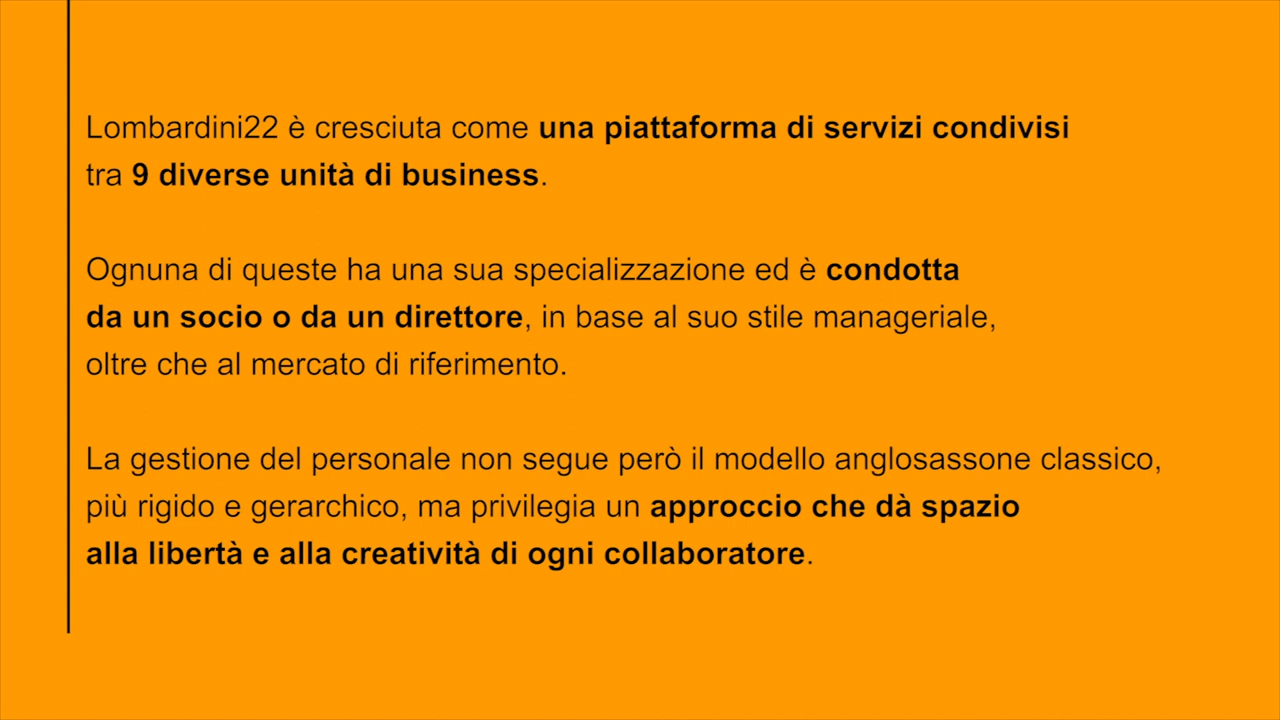 Lombardini22 è cresciuta come una piattaforma di servizi condivisi
tra 9 diverse unità di business.
Ognuna di queste ha una sua specializzazione ed è condotta
da un socio o da un direttore, in base al suo stile manageriale,
oltre che al mercato di riferimento.
La gestione del personale non segue però il modello anglosassone classico,
più rigido e gerarchico, ma privilegia un approccio che dà spazio
alla libertà e alla creatività di ogni collaboratore.